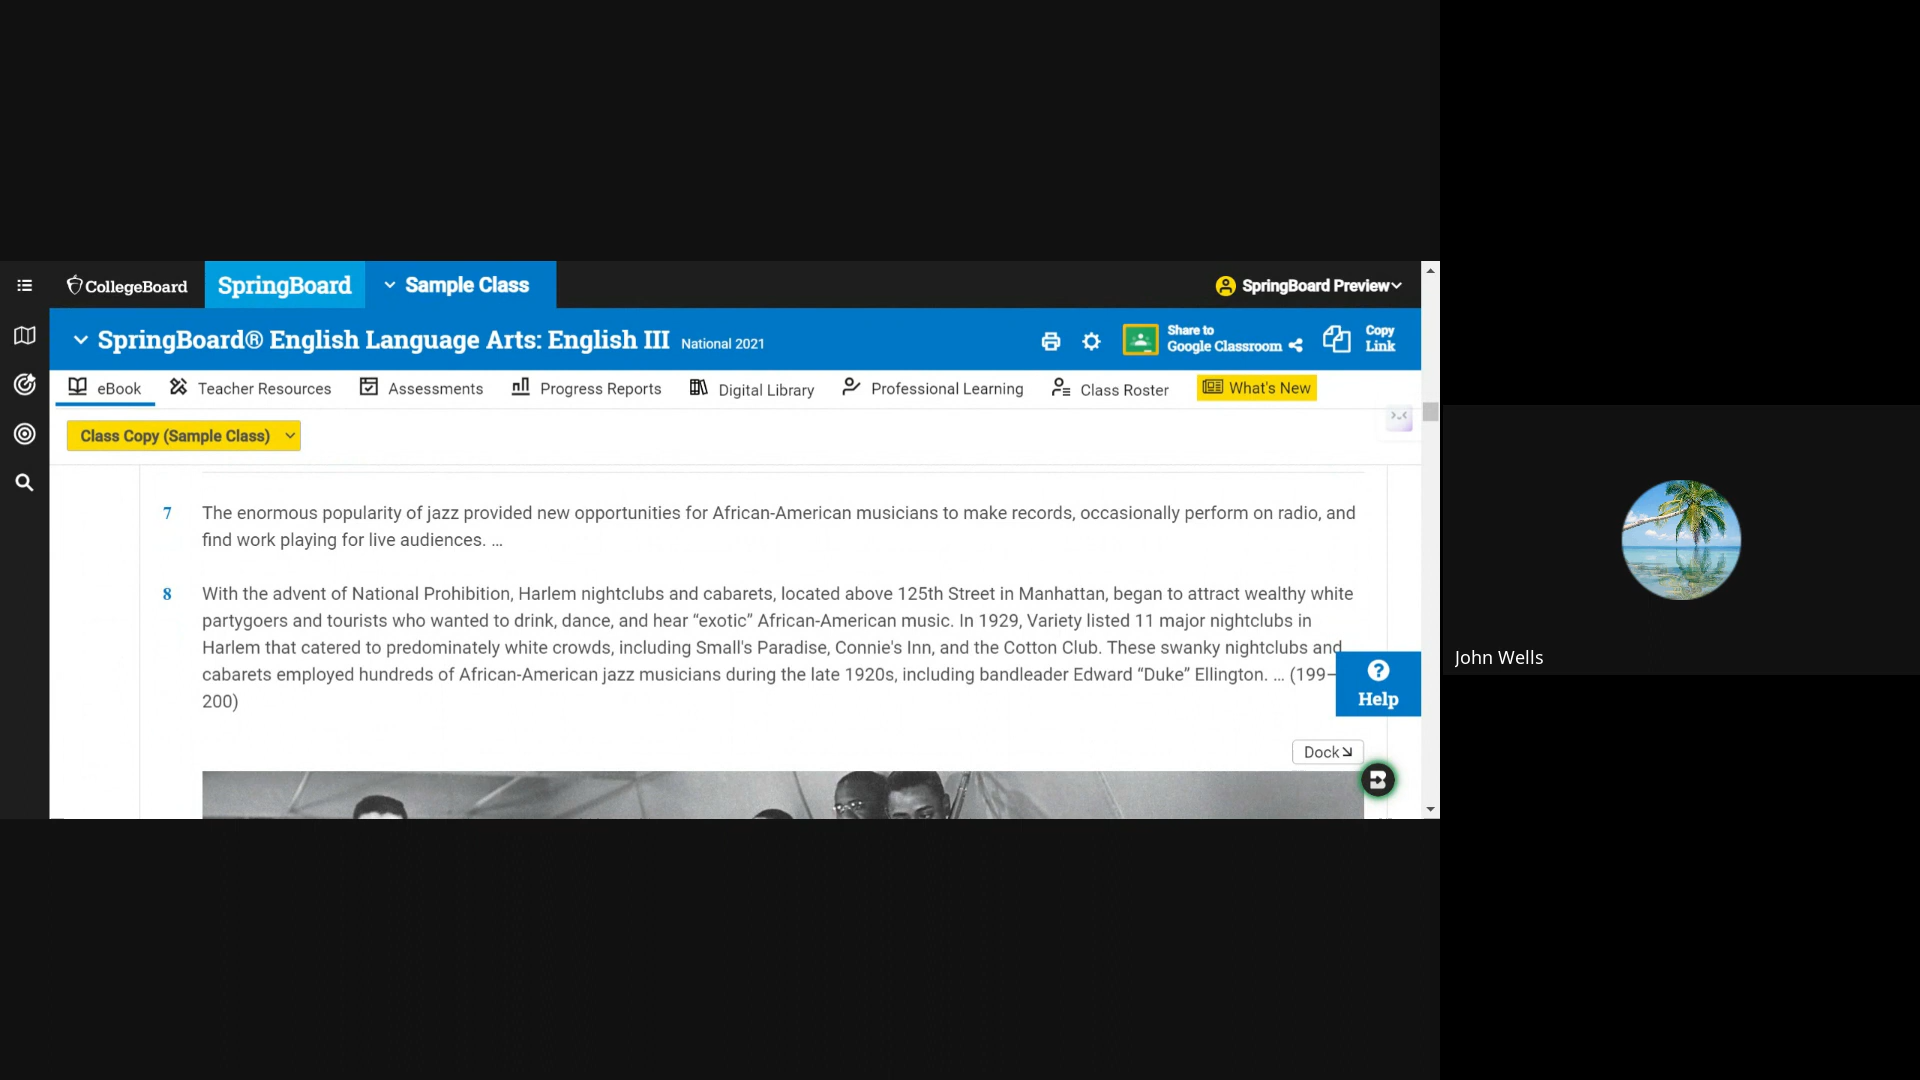 CollegeBoard
SpringBoard
Sample Class
SpringBoard Preview
SpringBoard® English Language Arts: English III National 2021
Share to
Google Classroom
Copy
Link
eBook
Teacher Resources
Assessments
Progress Reports
Digital Library
Professional Learning
Class Roster
What's New
Class Copy (Sample Class)
7 The enormous popularity of jazz provided new opportunities for African-American musicians to make records, occasionally perform on radio, and
find work playing for live audiences. ...
8 With the advent of National Prohibition, Harlem nightclubs and cabarets, located above 125th Street in Manhattan, began to attract wealthy white
partygoers and tourists who wanted to drink, dance, and hear “exotic” African-American music. In 1929, Variety listed 11 major nightclubs in
Harlem that catered to predominately white crowds, including Small's Paradise, Connie's Inn, and the Cotton Club. These swanky nightclubs and
cabarets employed hundreds of African-American jazz musicians during the late 1920s, including bandleader Edward “Duke” Ellington. ... (199–
200)
Help
Dock
John Wells